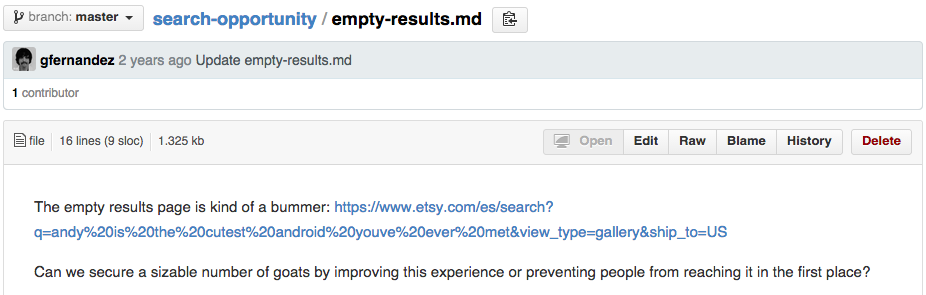 branch: master search-opportunity / empty-results.md
gfernandez 2 years ago Update empty-results.md
1 contributor
file 16 lines (9 sloc) 1.325 kb Open Edit Raw Blame History Delete
The empty results page is kind of a bummer: https://www.etsy.com/es/search?
q=andy%20is%20the%20cutest%20android%20youve%20ever%20met&view_type=gallery&ship_to=US
Can we secure a sizable number of goats by improving this experience or preventing people from reaching it in the first place?